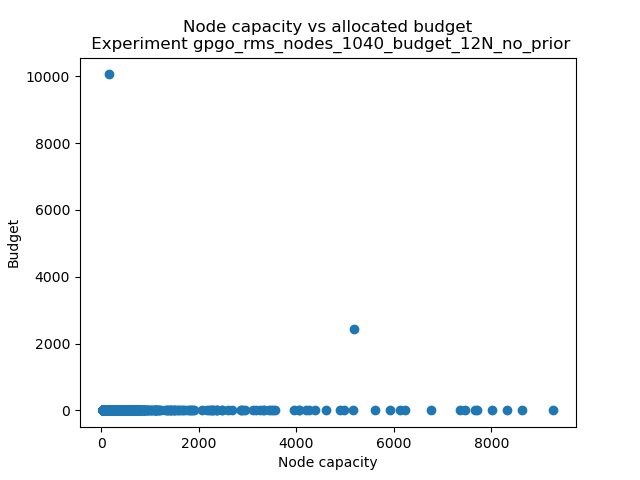 Node capacity vs allocated budget
Experiment gpgo_rms_nodes_1040_budget_12N_no_prior
10000
8000
6000
4000
2000
0
Budget
0 2000 4000 6000 8000
Node capacity